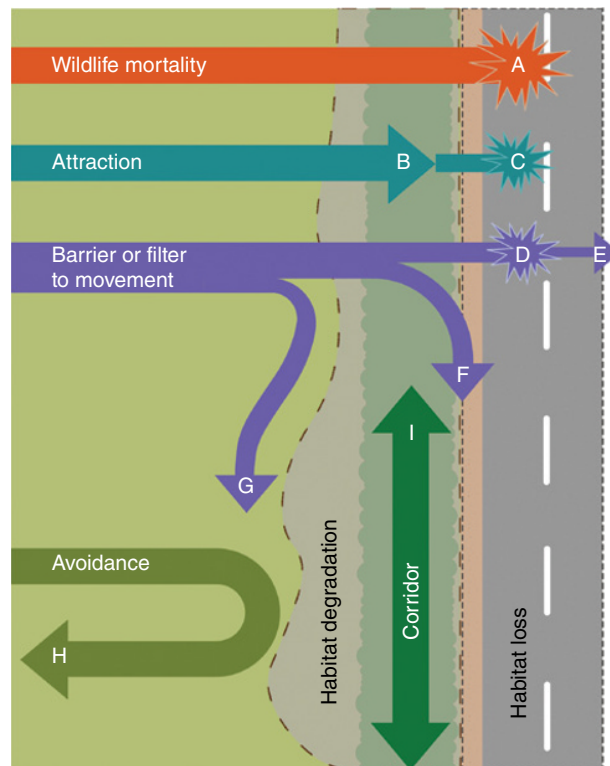 Wildlife mortality
A
Attraction
B
C
Barrier or filter
to movement
D
E
F
G
I
Avoidance
H
Habitat degradation
Corridor
Habitat loss